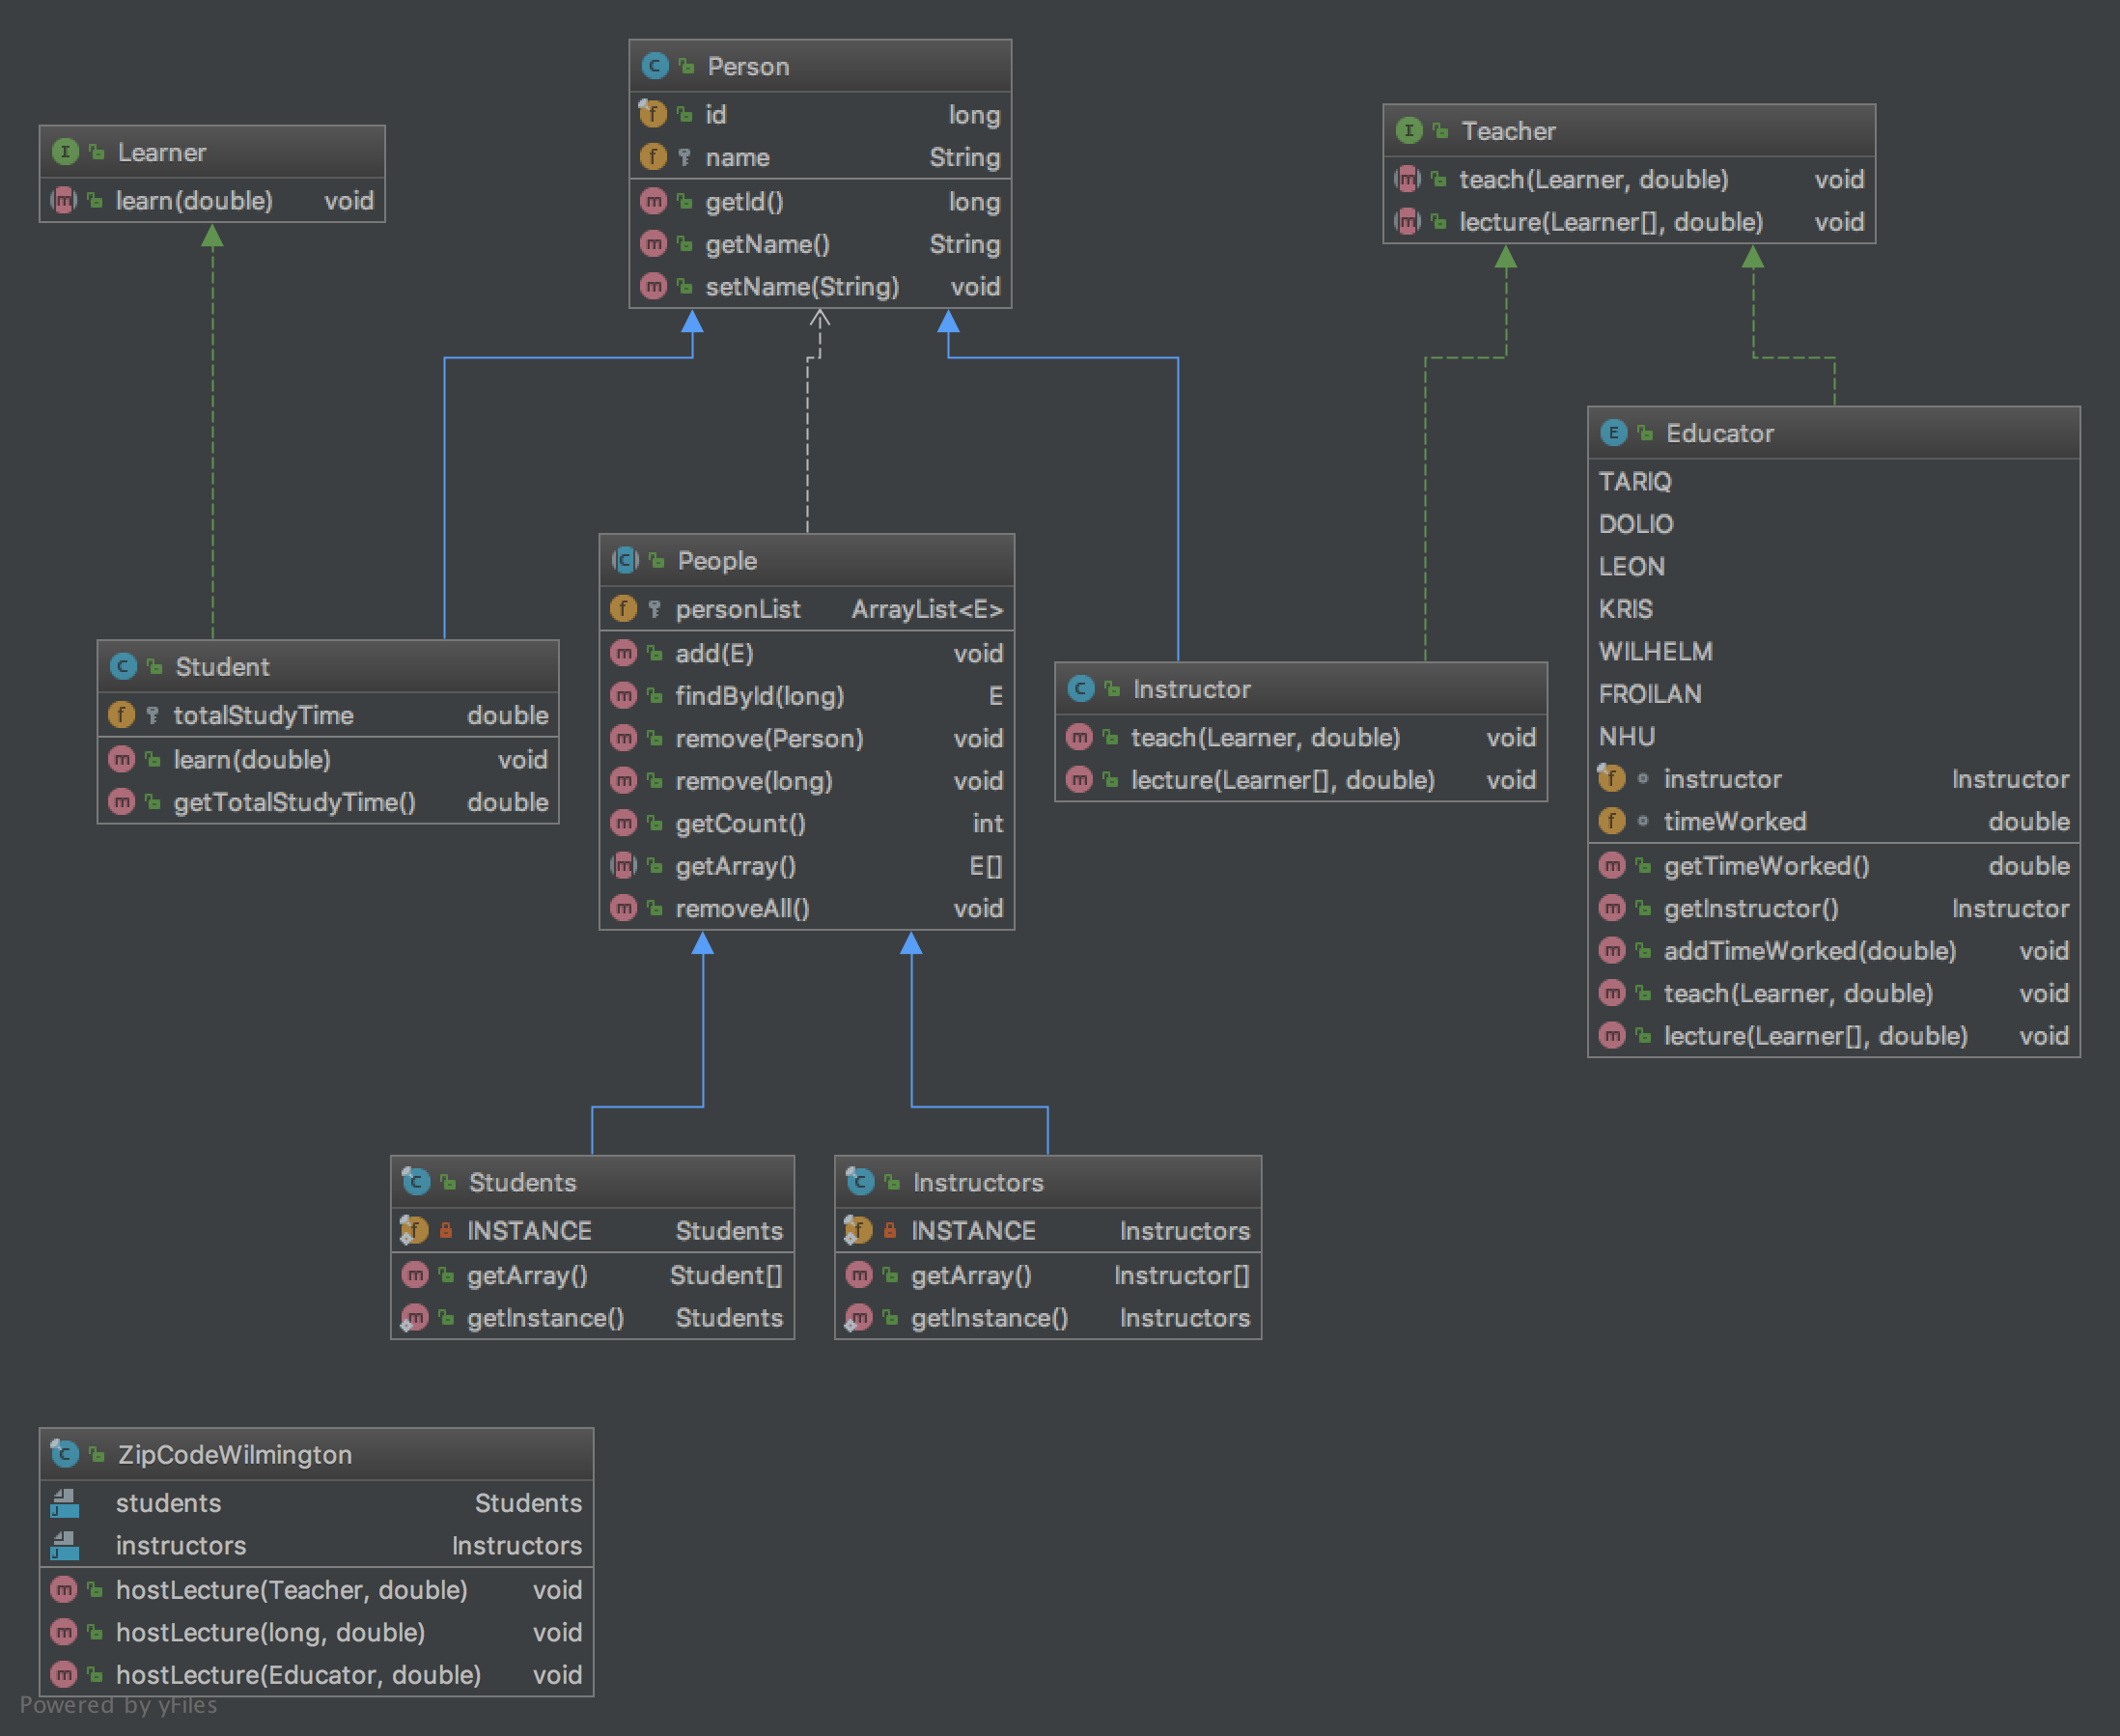 Person
id long
name String
getId() long
getName() String
setName(String) void
Learner
learn(double) void
Teacher
teach(Learner, double) void
lecture(Learner[], double) void
Educator
TARIQ
DOLIO
LEON
KRIS
WILHELM
FROILAN
NHU
instructor Instructor
timeWorked double
getTimeWorked() double
getInstructor() Instructor
addTimeWorked(double) void
teach(Learner, double) void
lecture(Learner[], double) void
People
personList ArrayList<E>
add(E) void
findById(long) E
remove(Person) void
remove(long) void
getCount() int
getArray() E[]
removeAll() void
Student
totalStudyTime double
learn(double) void
getTotalStudyTime() double
Instructor
teach(Learner, double) void
lecture(Learner[], double) void
Students
INSTANCE Students
getArray() Student[]
getInstance() Students
Instructors
INSTANCE Instructors
getArray() Instructor[]
getInstance() Instructors
ZipCodeWilmington
students Students
instructors Instructors
hostLecture(Teacher, double) void
hostLecture(long, double) void
hostLecture(Educator, double) void
Powered by yFiles